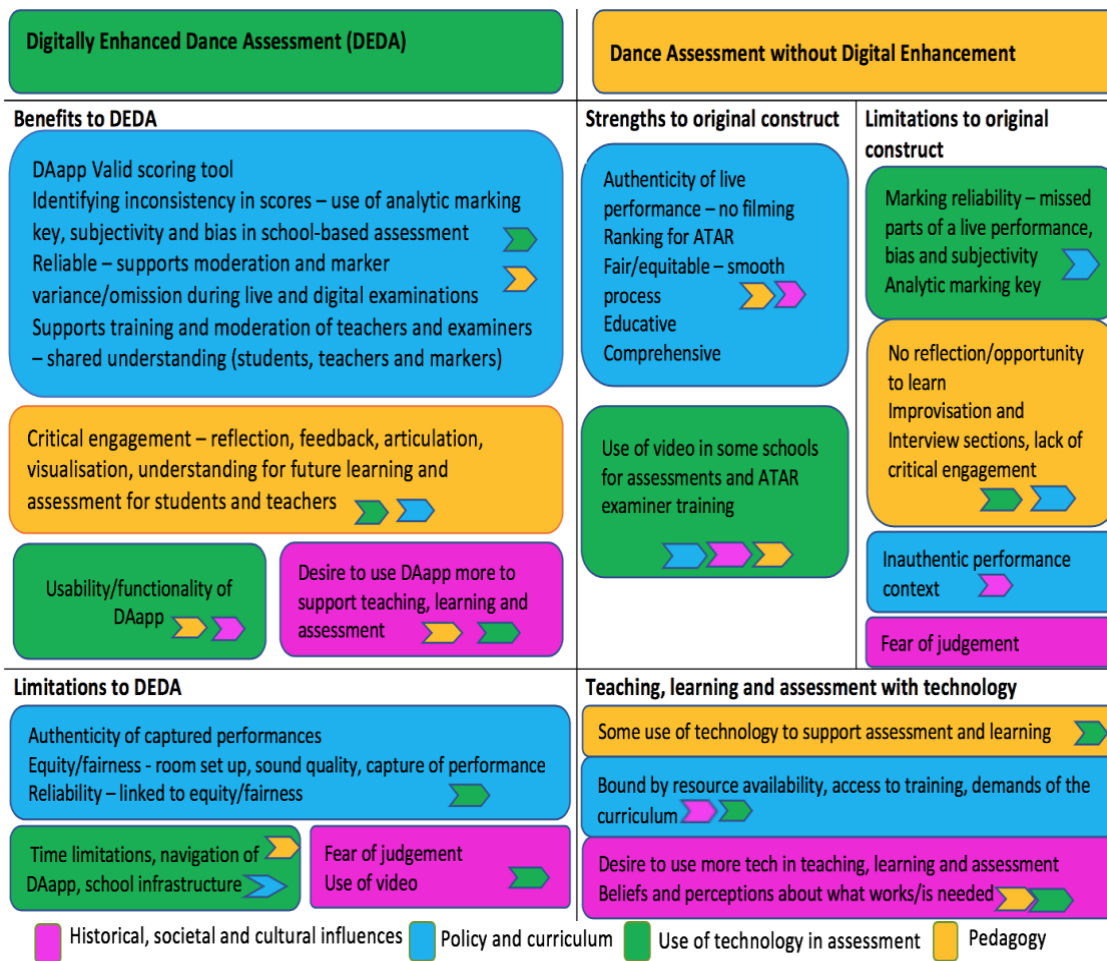 Digitally Enhanced Dance Assessment (DEDA)
Dance Assessment without Digital Enhancement
Benefits to DEDA
DAapp Valid scoring tool
Identifying inconsistency in scores – use of analytic marking
key, subjectivity and bias in school-based assessment
Reliable – supports moderation and marker
variance/omission during live and digital examinations
Supports training and moderation of teachers and examiners
– shared understanding (students, teachers and markers)
Critical engagement – reflection, feedback, articulation,
visualisation, understanding for future learning and
assessment for students and teachers
Usability/functionality of
DAapp
Desire to use DAapp more to
support teaching, learning and
assessment
Strengths to original construct
Authenticity of live
performance – no filming
Ranking for ATAR
Fair/equitable – smooth
process
Educative
Comprehensive
Use of video in some schools
for assessments and ATAR
examiner training
Limitations to original
construct
Marking reliability – missed
parts of a live performance,
bias and subjectivity
Analytic marking key
No reflection/opportunity
to learn
Improvisation and
Interview sections, lack of
critical engagement
Inauthentic performance
context
Fear of judgement
Limitations to DEDA
Authenticity of captured performances
Equity/fairness - room set up, sound quality, capture of performance
Reliability – linked to equity/fairness
Time limitations, navigation of
DAapp, school infrastructure
Fear of judgement
Use of video
Teaching, learning and assessment with technology
Some use of technology to support assessment and learning
Bound by resource availability, access to training, demands of the
curriculum
Desire to use more tech in teaching, learning and assessment
Beliefs and perceptions about what works/is needed
Historical, societal and cultural influences
Policy and curriculum
Use of technology in assessment
Pedagogy